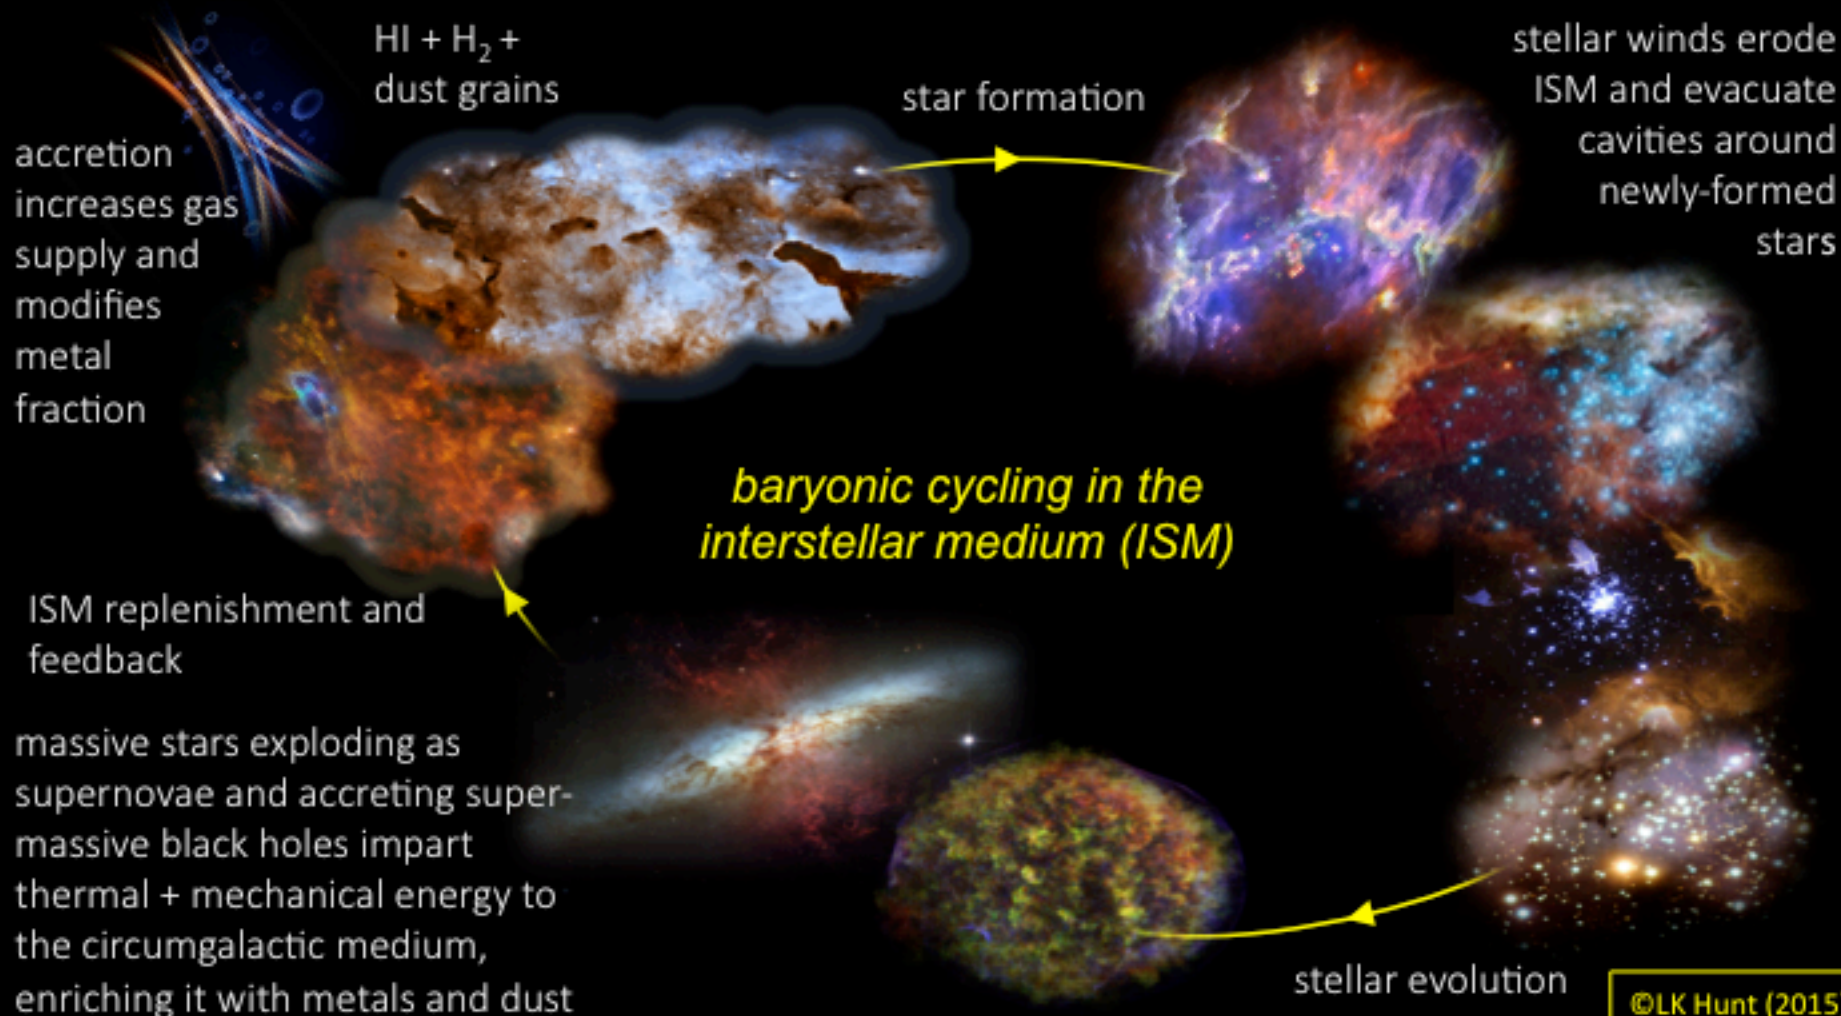 HI + H₂ +
dust grains
accretion
increases gas
supply and
modifies
metal
fraction
star formation
stellar winds erode
ISM and evacuate
cavities around
newly-formed
stars
baryonic cycling in the
interstellar medium (ISM)
ISM replenishment and
feedback
massive stars exploding as
supernovae and accreting super-
massive black holes impart
thermal + mechanical energy to
the circumgalactic medium,
enriching it with metals and dust
stellar evolution
©LK Hunt (2015